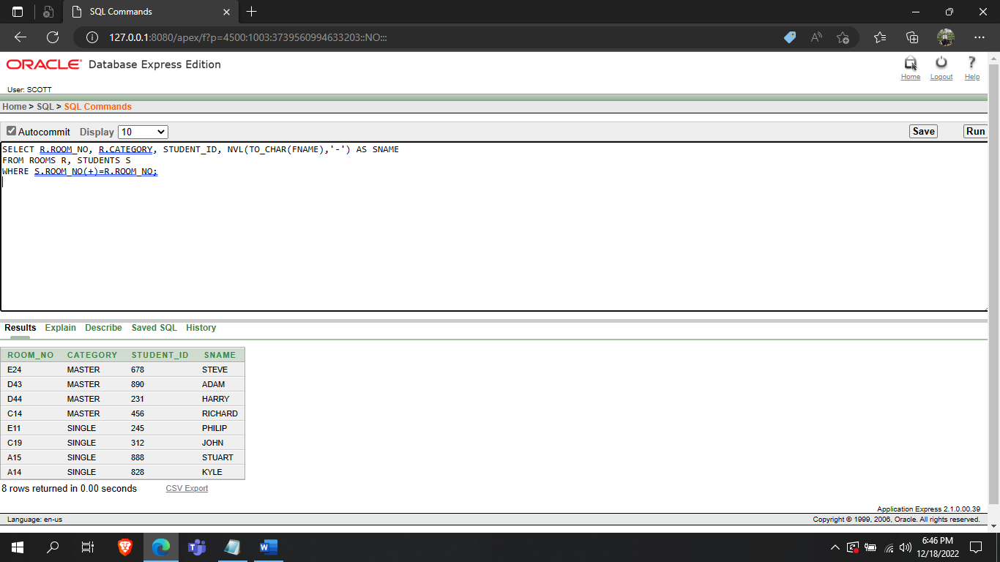 SQL Commands
127.0.0.1:8080/apex/f?p=4500:1003:3739560994633203::NO:::
ORACLE Database Express Edition
Home Logout Help
User: SCOTT
Home > SQL > SQL Commands
Autocommit Display 10 Save Run
SELECT R.ROOM_NO, R.CATEGORY, STUDENT_ID, NVL(TO_CHAR(FNAME),'-') AS SNAME
FROM ROOMS R, STUDENTS S
WHERE S.ROOM_NO(+)=R.ROOM_NO;
Results Explain Describe Saved SQL History
ROOM_NO CATEGORY STUDENT_ID SNAME
E24 MASTER 678 STEVE
D43 MASTER 890 ADAM
D44 MASTER 231 HARRY
C14 MASTER 456 RICHARD
E11 SINGLE 245 PHILIP
C19 SINGLE 312 JOHN
A15 SINGLE 888 STUART
A14 SINGLE 828 KYLE
8 rows returned in 0.00 seconds CSV Export
Application Express 2.1.0.00.39
Language: en-us Copyright © 1999, 2006, Oracle. All rights reserved.
6:46 PM
12/18/2022